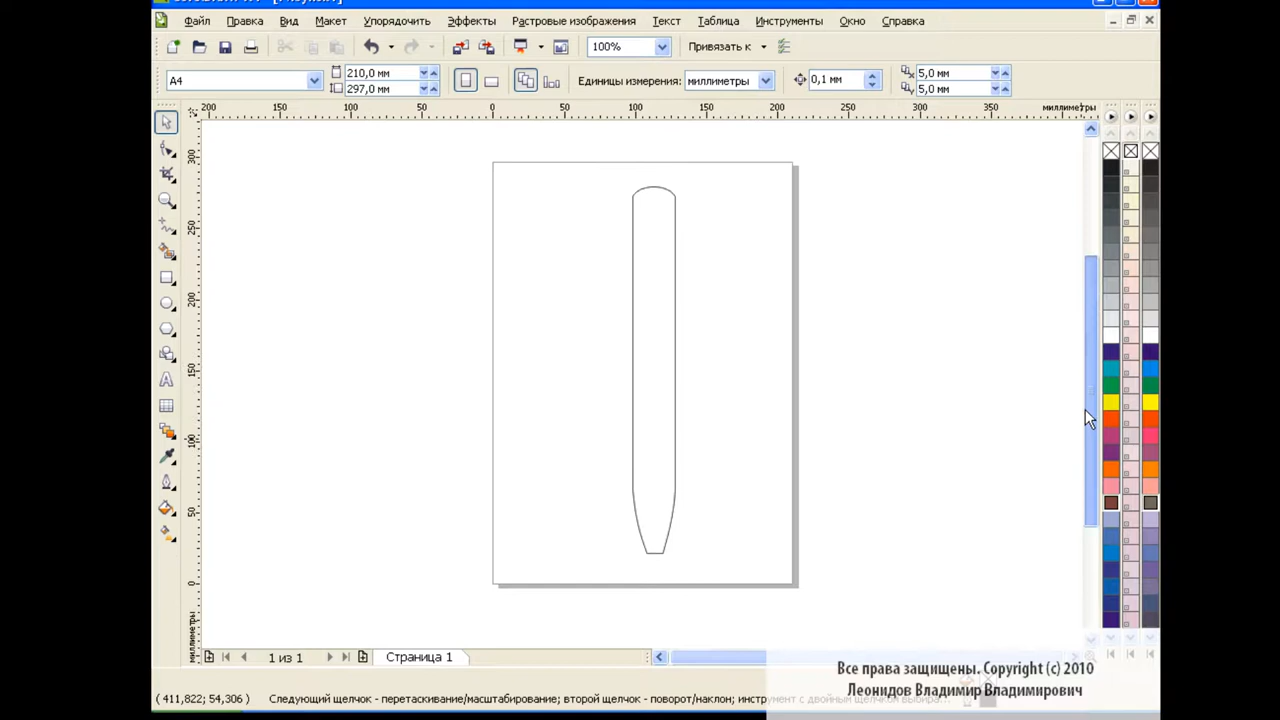 Файл Правка Вид Макет Упорядочить Эффекты Растровые изображения Текст Таблица Инструменты Окно Справка
100% Привязать к
A4 210,0 мм 297,0 мм Единицы измерения: миллиметры 0,1 мм 5,0 мм 5,0 мм
200 150 100 50 0 50 100 150 200 250 300 350 миллиметры
300
250
200
150
100
50
0
миллиметры
1 из 1 Страница 1
Все права защищены. Copyright (c) 2010
Леонидов Владимир Владимирович
( 411,822; 54,306 ) Следующий щелчок - перетаскивание/масштабирование; второй щелчок - поворот/наклон; инструмент с двойным щелчком